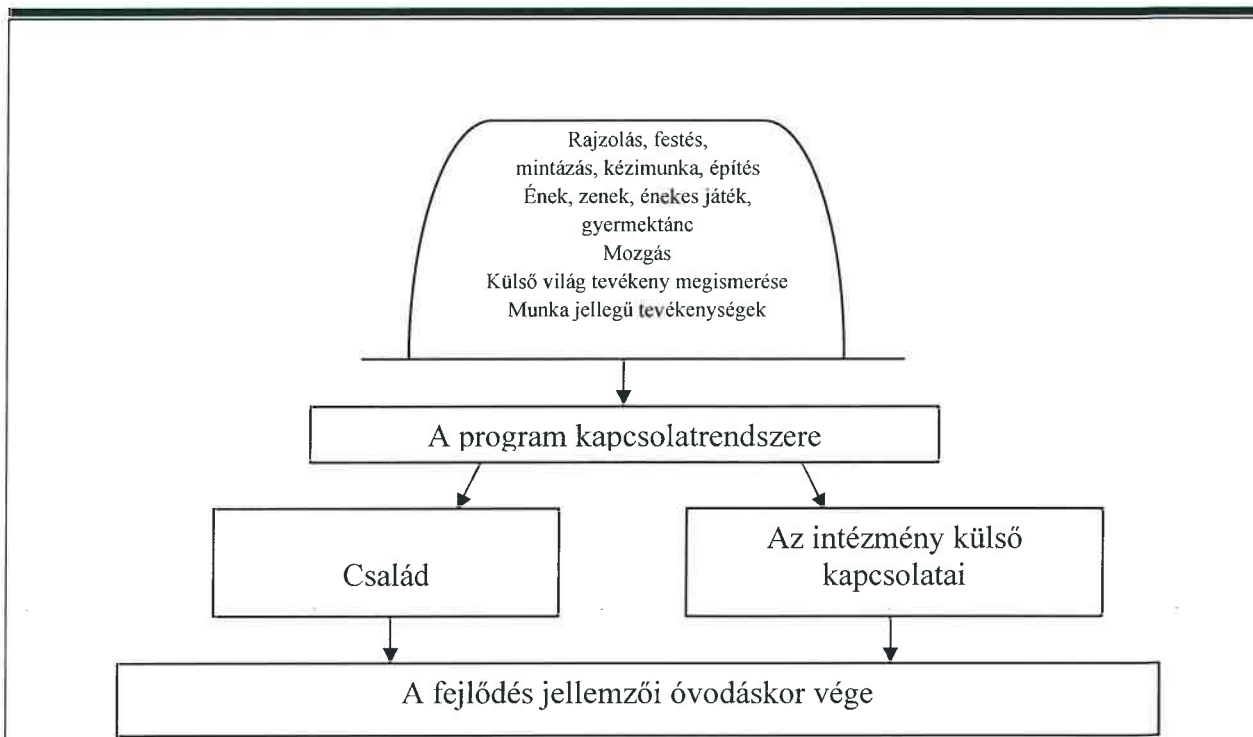 Rajzolás, festés,
mintázás, kézimunka, építés
Ének, zenek, énekes játék,
gyermektánc
Mozgás
Külső világ tevékeny megismerése
Munka jellegű tevékenységek
A program kapcsolatrendszere
Család
Az intézmény külső
kapcsolatai
A fejlődés jellemzői óvodáskor vége